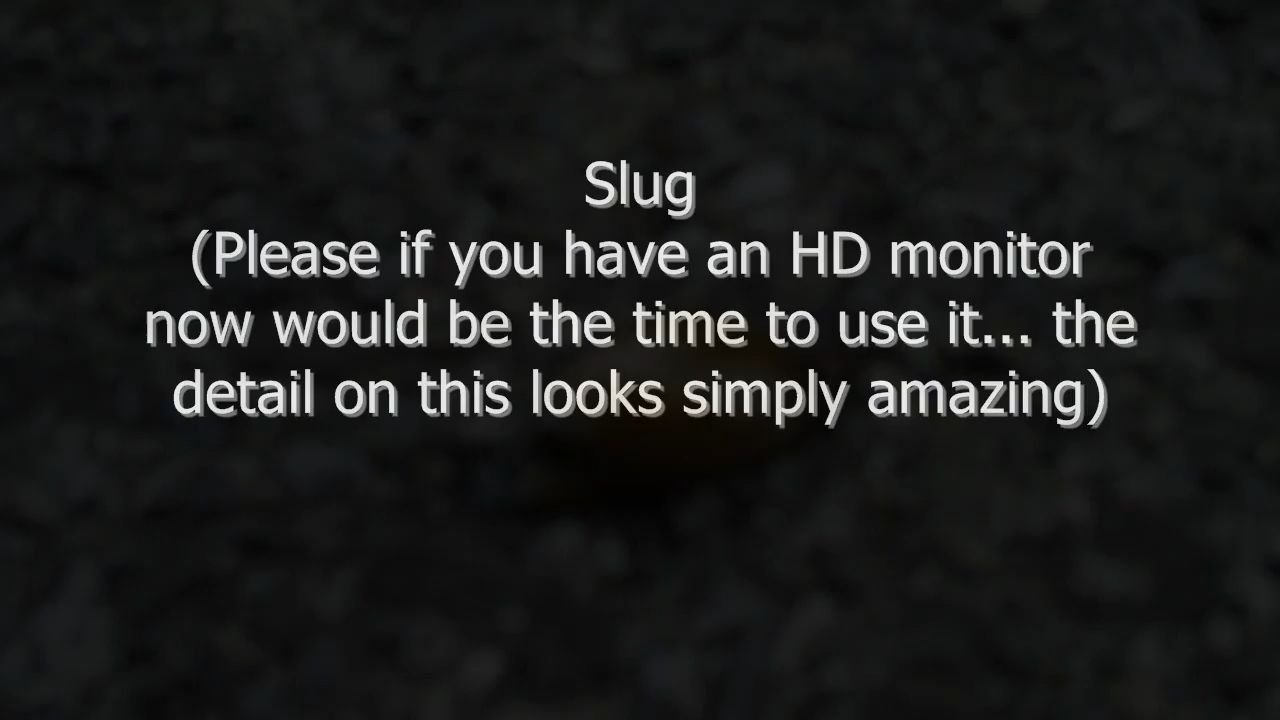 Slug
(Please if you have an HD monitor
now would be the time to use it... the
detail on this looks simply amazing)